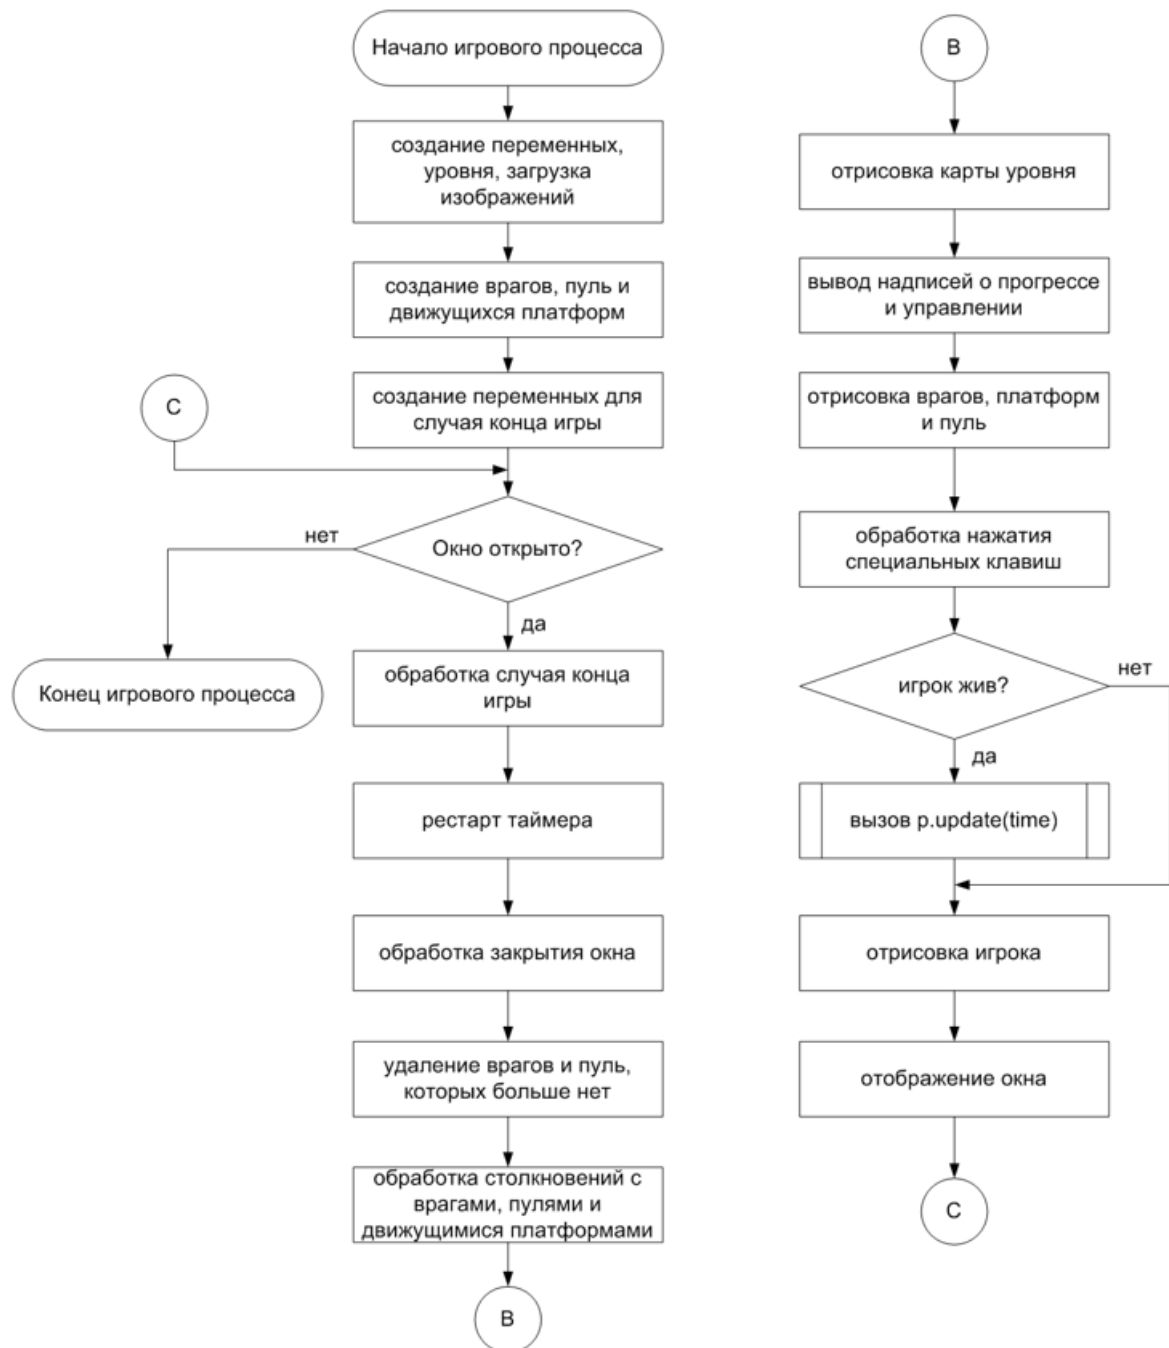 Начало игрового процесса
создание переменных,
уровня, загрузка
изображений
создание врагов, пуль и
движущихся платформ
создание переменных для
случая конца игры
C
Окно открыто?
нет
да
Конец игрового процесса
обработка случая конца
игры
рестарт таймера
обработка закрытия окна
удаление врагов и пуль,
которых больше нет
обработка столкновений с
врагами, пулями и
движущимися платформами
B
B
отрисовка карты уровня
вывод надписей о прогрессе
и управлении
отрисовка врагов, платформ
и пуль
обработка нажатия
специальных клавиш
игрок жив?
нет
да
вызов p.update(time)
отрисовка игрока
отображение окна
C